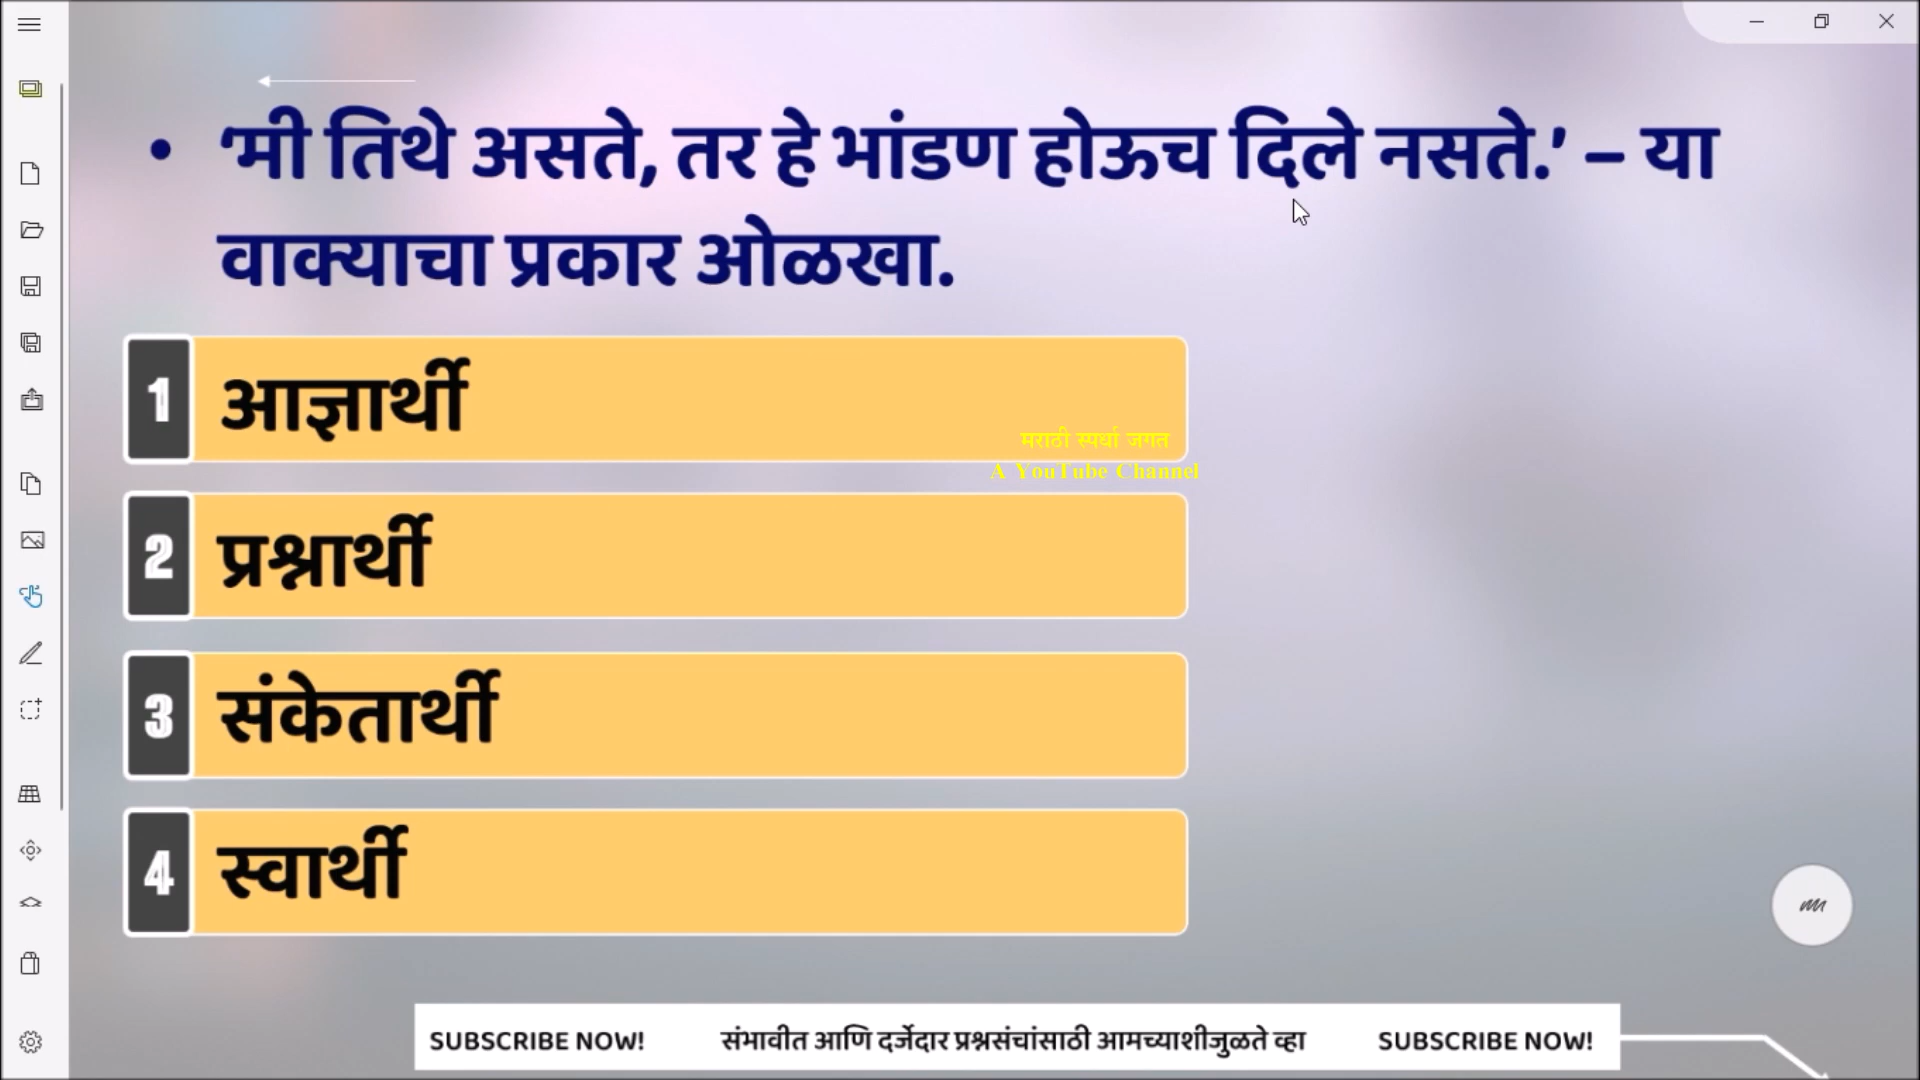 • ‘मी तिथे असते, तर हे भांडण होऊच दिले नसते.’ – या
वाक्याचा प्रकार ओळखा.
1 आज्ञार्थी
मराठी स्पर्धा जगत
A YouTube Channel
2 प्रश्नार्थी
3 संकेतार्थी
4 स्वार्थी
SUBSCRIBE NOW! संभावीत आणि दर्जेदार प्रश्नसंचांसाठी आमच्याशीजुळते व्हा SUBSCRIBE NOW!